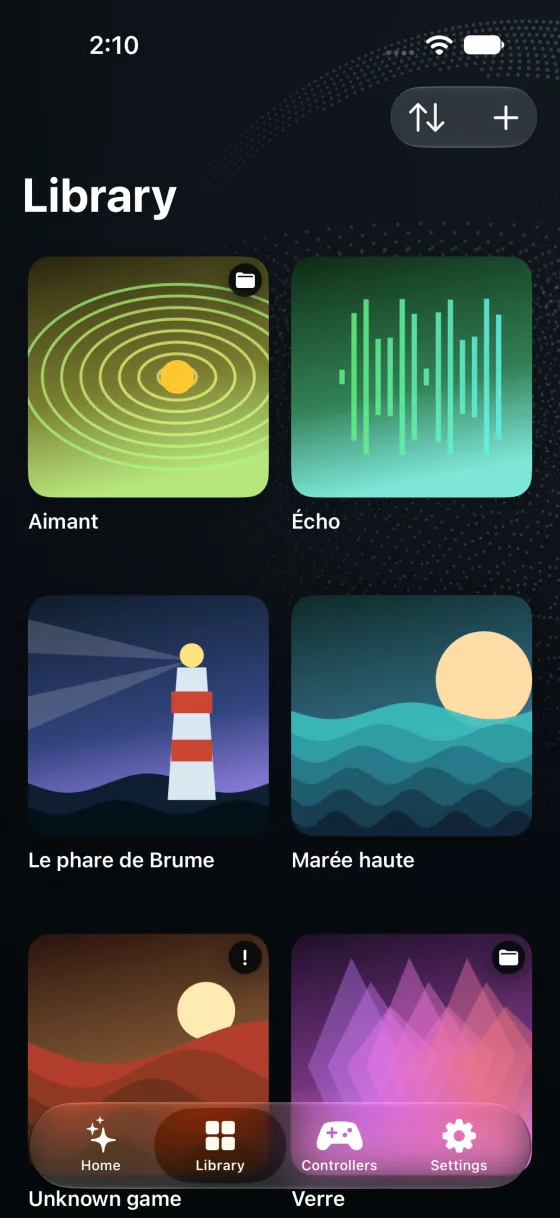 2:10
Library
Aimant
Écho
Le phare de Brume
Marée haute
!
Home
Library
Controllers
Settings
Unknown game
Verre